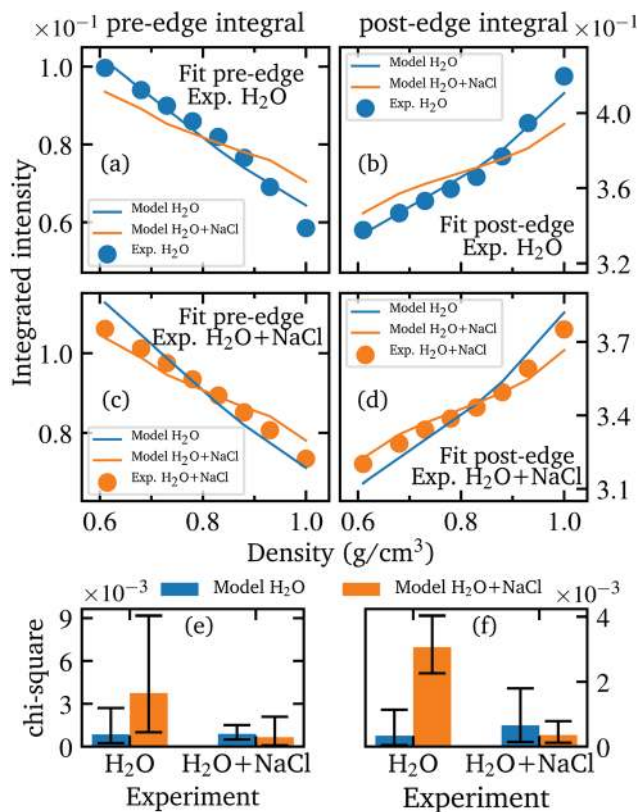 ×10⁻¹ pre-edge integral post-edge integral ×10⁻¹
1.0
0.8
0.6
Fit pre-edge
Exp. H₂O
(a)
Model H₂O
Model H₂O+NaCl
Exp. H₂O
Model H₂O
Model H₂O+NaCl
Exp. H₂O
(b)
Fit post-edge
Exp. H₂O
4.0
3.6
3.2
Integrated intensity
1.0
0.8
Fit pre-edge
Exp. H₂O+NaCl
(c)
Model H₂O
Model H₂O+NaCl
Exp. H₂O+NaCl
Model H₂O
Model H₂O+NaCl
Exp. H₂O+NaCl
(d)
Fit post-edge
Exp. H₂O+NaCl
3.7
3.4
3.1
0.6 0.8 1.0 0.6 0.8 1.0
Density (g/cm³)
×10⁻³ Model H₂O Model H₂O+NaCl ×10⁻³
chi-square
9
6
3
0
(e)
(f)
4
2
0
H₂O H₂O+NaCl H₂O H₂O+NaCl
Experiment Experiment